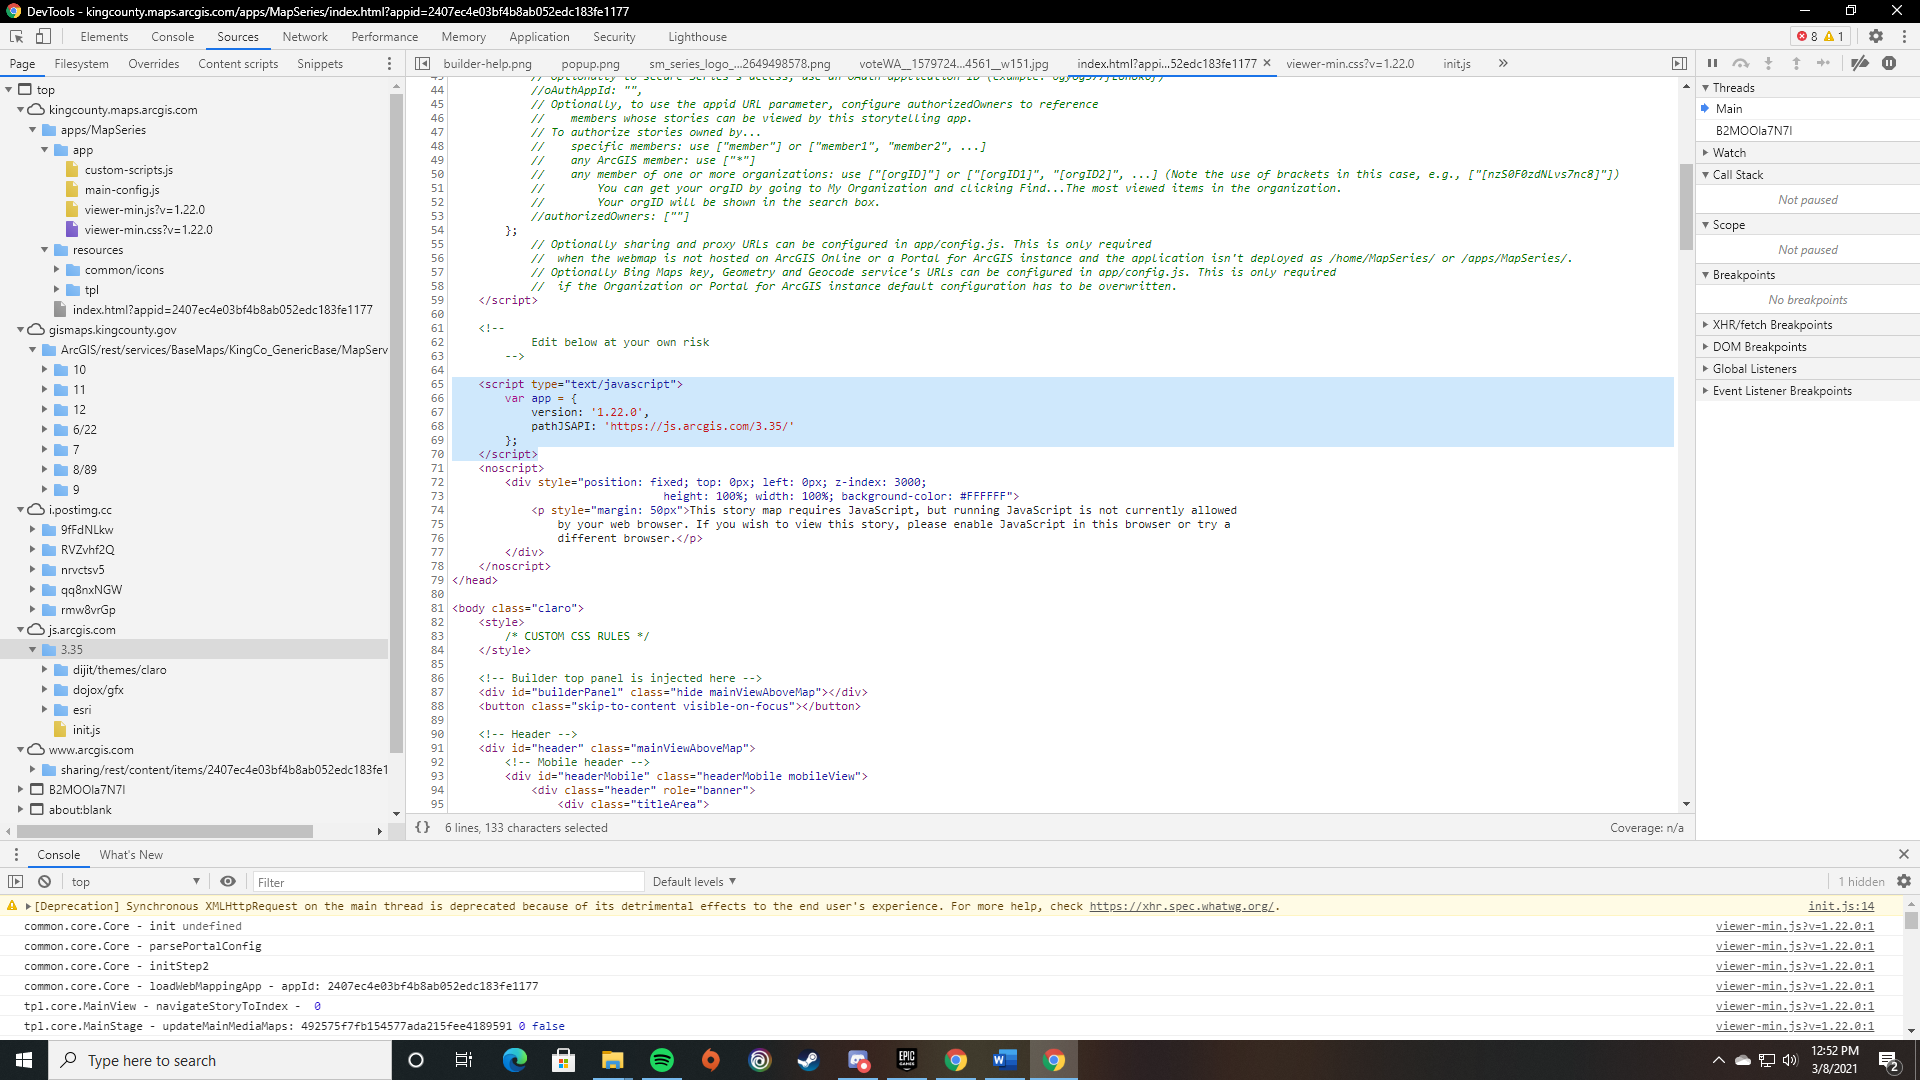 DevTools - kingcounty.maps.arcgis.com/apps/MapSeries/index.html?appid=2407ec4e03bf4b8ab052edc183fe1177
Elements Console Sources Network Performance Memory Application Security Lighthouse 8 1
Page Filesystem Overrides Content scripts Snippets
builder-help.png popup.png sm_series_logo_...2649498578.png voteWA__1579724...4561__w151.jpg index.html?appi...52edc183fe1177 × viewer-min.css?v=1.22.0 init.js »
top
kingcounty.maps.arcgis.com
apps/MapSeries
app
custom-scripts.js
main-config.js
viewer-min.js?v=1.22.0
viewer-min.css?v=1.22.0
resources
common/icons
tpl
index.html?appid=2407ec4e03bf4b8ab052edc183fe1177
gismaps.kingcounty.gov
ArcGIS/rest/services/BaseMaps/KingCo_GenericBase/MapServ
10
11
12
6/22
7
8/89
9
i.postimg.cc
9fFdNLkw
RVZvhf2Q
nrvctsv5
qq8nxNGW
rmw8vrGp
js.arcgis.com
3.35
dijit/themes/claro
dojox/gfx
esri
init.js
www.arcgis.com
sharing/rest/content/items/2407ec4e03bf4b8ab052edc183fe1
B2MOOIa7N7I
about:blank
44 //oAuthAppId: "",
45 // Optionally, to use the appid URL parameter, configure authorizedOwners to reference
46 // members whose stories can be viewed by this storytelling app.
47 // To authorize stories owned by...
48 // specific members: use ["member"] or ["member1", "member2", ...]
49 // any ArcGIS member: use ["*"]
50 // any member of one or more organizations: use ["[orgID]"] or ["[orgID1]", "[orgID2]", ...] (Note the use of brackets in this case, e.g., ["[nzS0F0zdNLvs7nc8]"])
51 // You can get your orgID by going to My Organization and clicking Find...The most viewed items in the organization.
52 // Your orgID will be shown in the search box.
53 //authorizedOwners: [""]
54 };
55 // Optionally sharing and proxy URLs can be configured in app/config.js. This is only required
56 // when the webmap is not hosted on ArcGIS Online or a Portal for ArcGIS instance and the application isn't deployed as /home/MapSeries/ or /apps/MapSeries/.
57 // Optionally Bing Maps key, Geometry and Geocode service's URLs can be configured in app/config.js. This is only required
58 // if the Organization or Portal for ArcGIS instance default configuration has to be overwritten.
59 </script>
60
61 <!--
62 Edit below at your own risk
63 -->
64
65 <script type="text/javascript">
66 var app = {
67 version: '1.22.0',
68 pathJSAPI: 'https://js.arcgis.com/3.35/'
69 };
70 </script>
71 <noscript>
72 <div style="position: fixed; top: 0px; left: 0px; z-index: 3000;
73 height: 100%; width: 100%; background-color: #FFFFFF">
74 <p style="margin: 50px">This story map requires JavaScript, but running JavaScript is not currently allowed
75 by your web browser. If you wish to view this story, please enable JavaScript in this browser or try a
76 different browser.</p>
77 </div>
78 </noscript>
79 </head>
80
81 <body class="claro">
82 <style>
83 /* CUSTOM CSS RULES */
84 </style>
85
86 <!-- Builder top panel is injected here -->
87 <div id="builderPanel" class="hide mainViewAboveMap"></div>
88 <button class="skip-to-content visible-on-focus"></button>
89
90 <!-- Header -->
91 <div id="header" class="mainViewAboveMap">
92 <!-- Mobile header -->
93 <div id="headerMobile" class="headerMobile mobileView">
94 <div class="header" role="banner">
95 <div class="titleArea">
{} 6 lines, 133 characters selected Coverage: n/a
Threads
Main
B2MOOIa7N7I
Watch
Call Stack
Not paused
Scope
Not paused
Breakpoints
No breakpoints
XHR/fetch Breakpoints
DOM Breakpoints
Global Listeners
Event Listener Breakpoints
Console What's New
top Filter Default levels 1 hidden
[Deprecation] Synchronous XMLHttpRequest on the main thread is deprecated because of its detrimental effects to the end user's experience. For more help, check https://xhr.spec.whatwg.org/. init.js:14
common.core.Core - init undefined viewer-min.js?v=1.22.0:1
common.core.Core - parsePortalConfig viewer-min.js?v=1.22.0:1
common.core.Core - initStep2 viewer-min.js?v=1.22.0:1
common.core.Core - loadWebMappingApp - appId: 2407ec4e03bf4b8ab052edc183fe1177 viewer-min.js?v=1.22.0:1
tpl.core.MainView - navigateStoryToIndex - 0 viewer-min.js?v=1.22.0:1
tpl.core.MainStage - updateMainMediaMaps: 492575f7fb154577ada215fee4189591 0 false viewer-min.js?v=1.22.0:1
Type here to search
EPIC GAMES
12:52 PM
3/8/2021
2